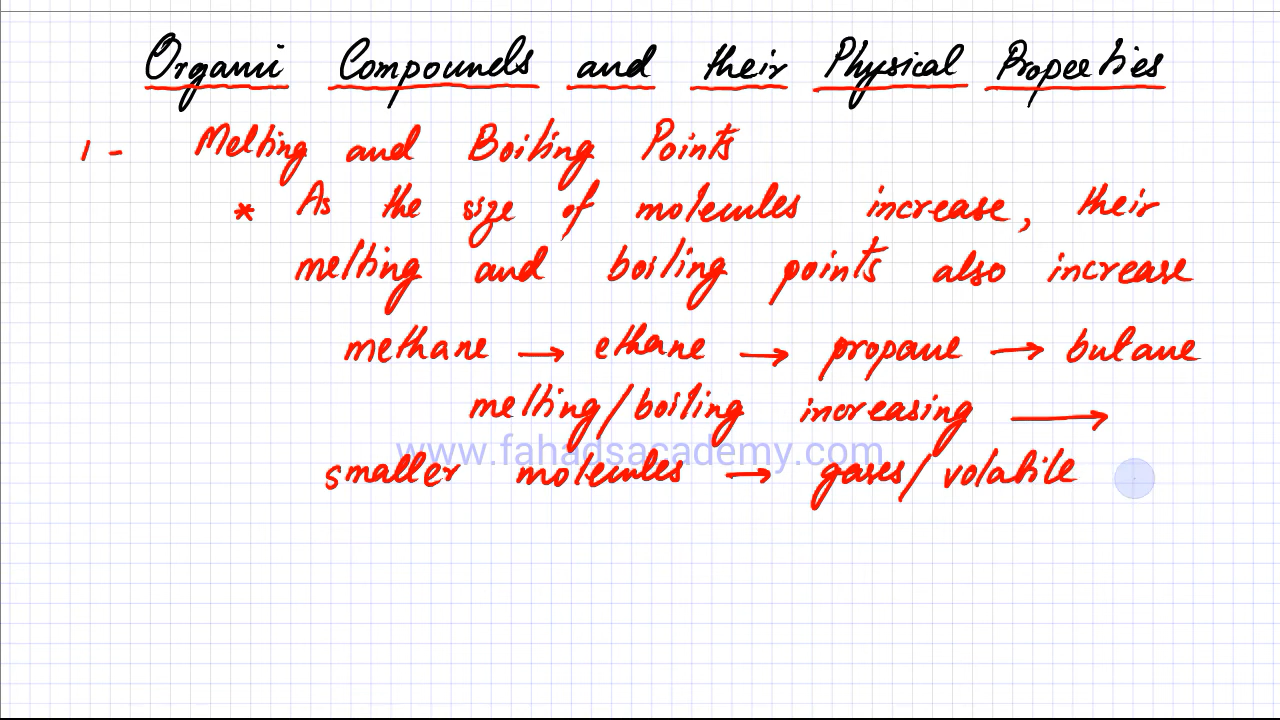 Organic Compounds and their Physical Properties
1 - Melting and Boiling Points
* As the size of molecules increase, their
melting and boiling points also increase
methane → ethane → propane → butane
melting/boiling increasing →
www.fahadsacademy.com
smaller molecules → gases/volatile